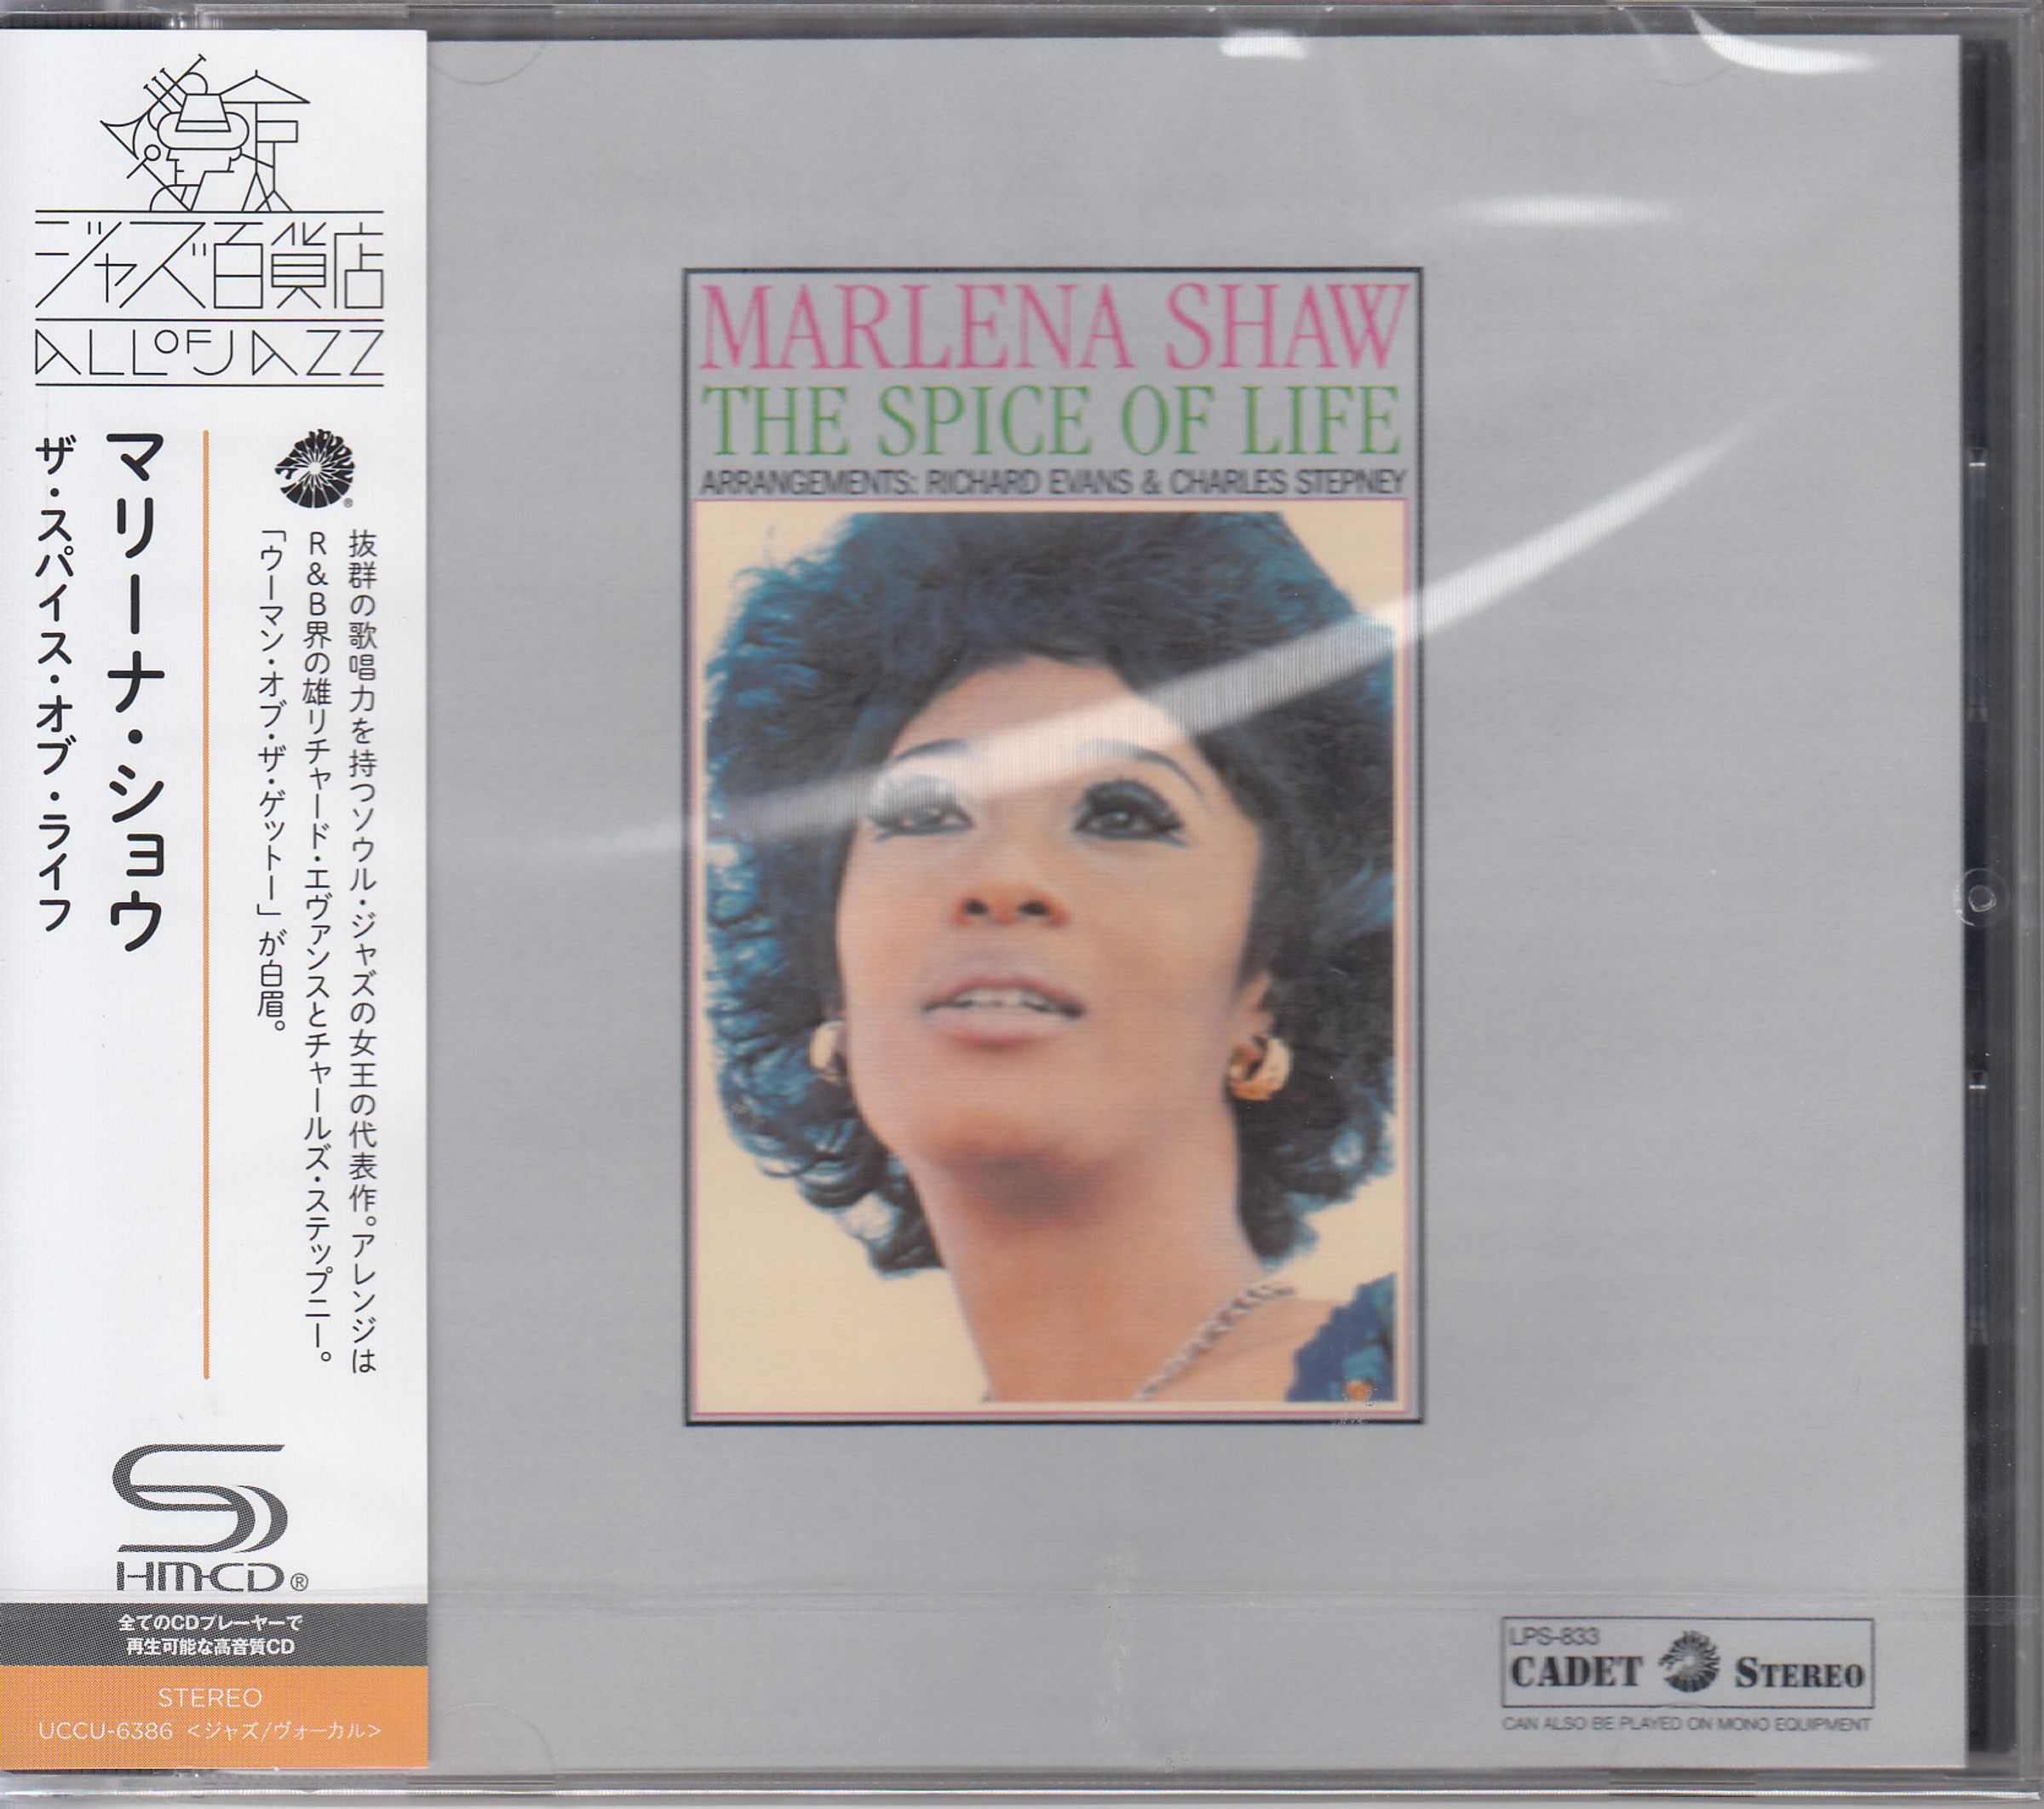 ジャズ百貨店
ALL OF JAZZ
抜群の歌唱力を持つソウル・ジャズの女王の代表作。アレンジは
R&B界の雄リチャード・エヴァンスとチャールズ・ステップニー。
「ウーマン・オブ・ザ・ゲットー」が白眉。
マリーナ・ショウ
ザ・スパイス・オブ・ライフ
SHM-CD®
全てのCDプレーヤーで
再生可能な高音質CD
STEREO
UCCU-6386 <ジャズ/ヴォーカル>
MARLENA SHAW
THE SPICE OF LIFE
ARRANGEMENTS: RICHARD EVANS & CHARLES STEPNEY
LPS-833
CADET STEREO
CAN ALSO BE PLAYED ON MONO EQUIPMENT